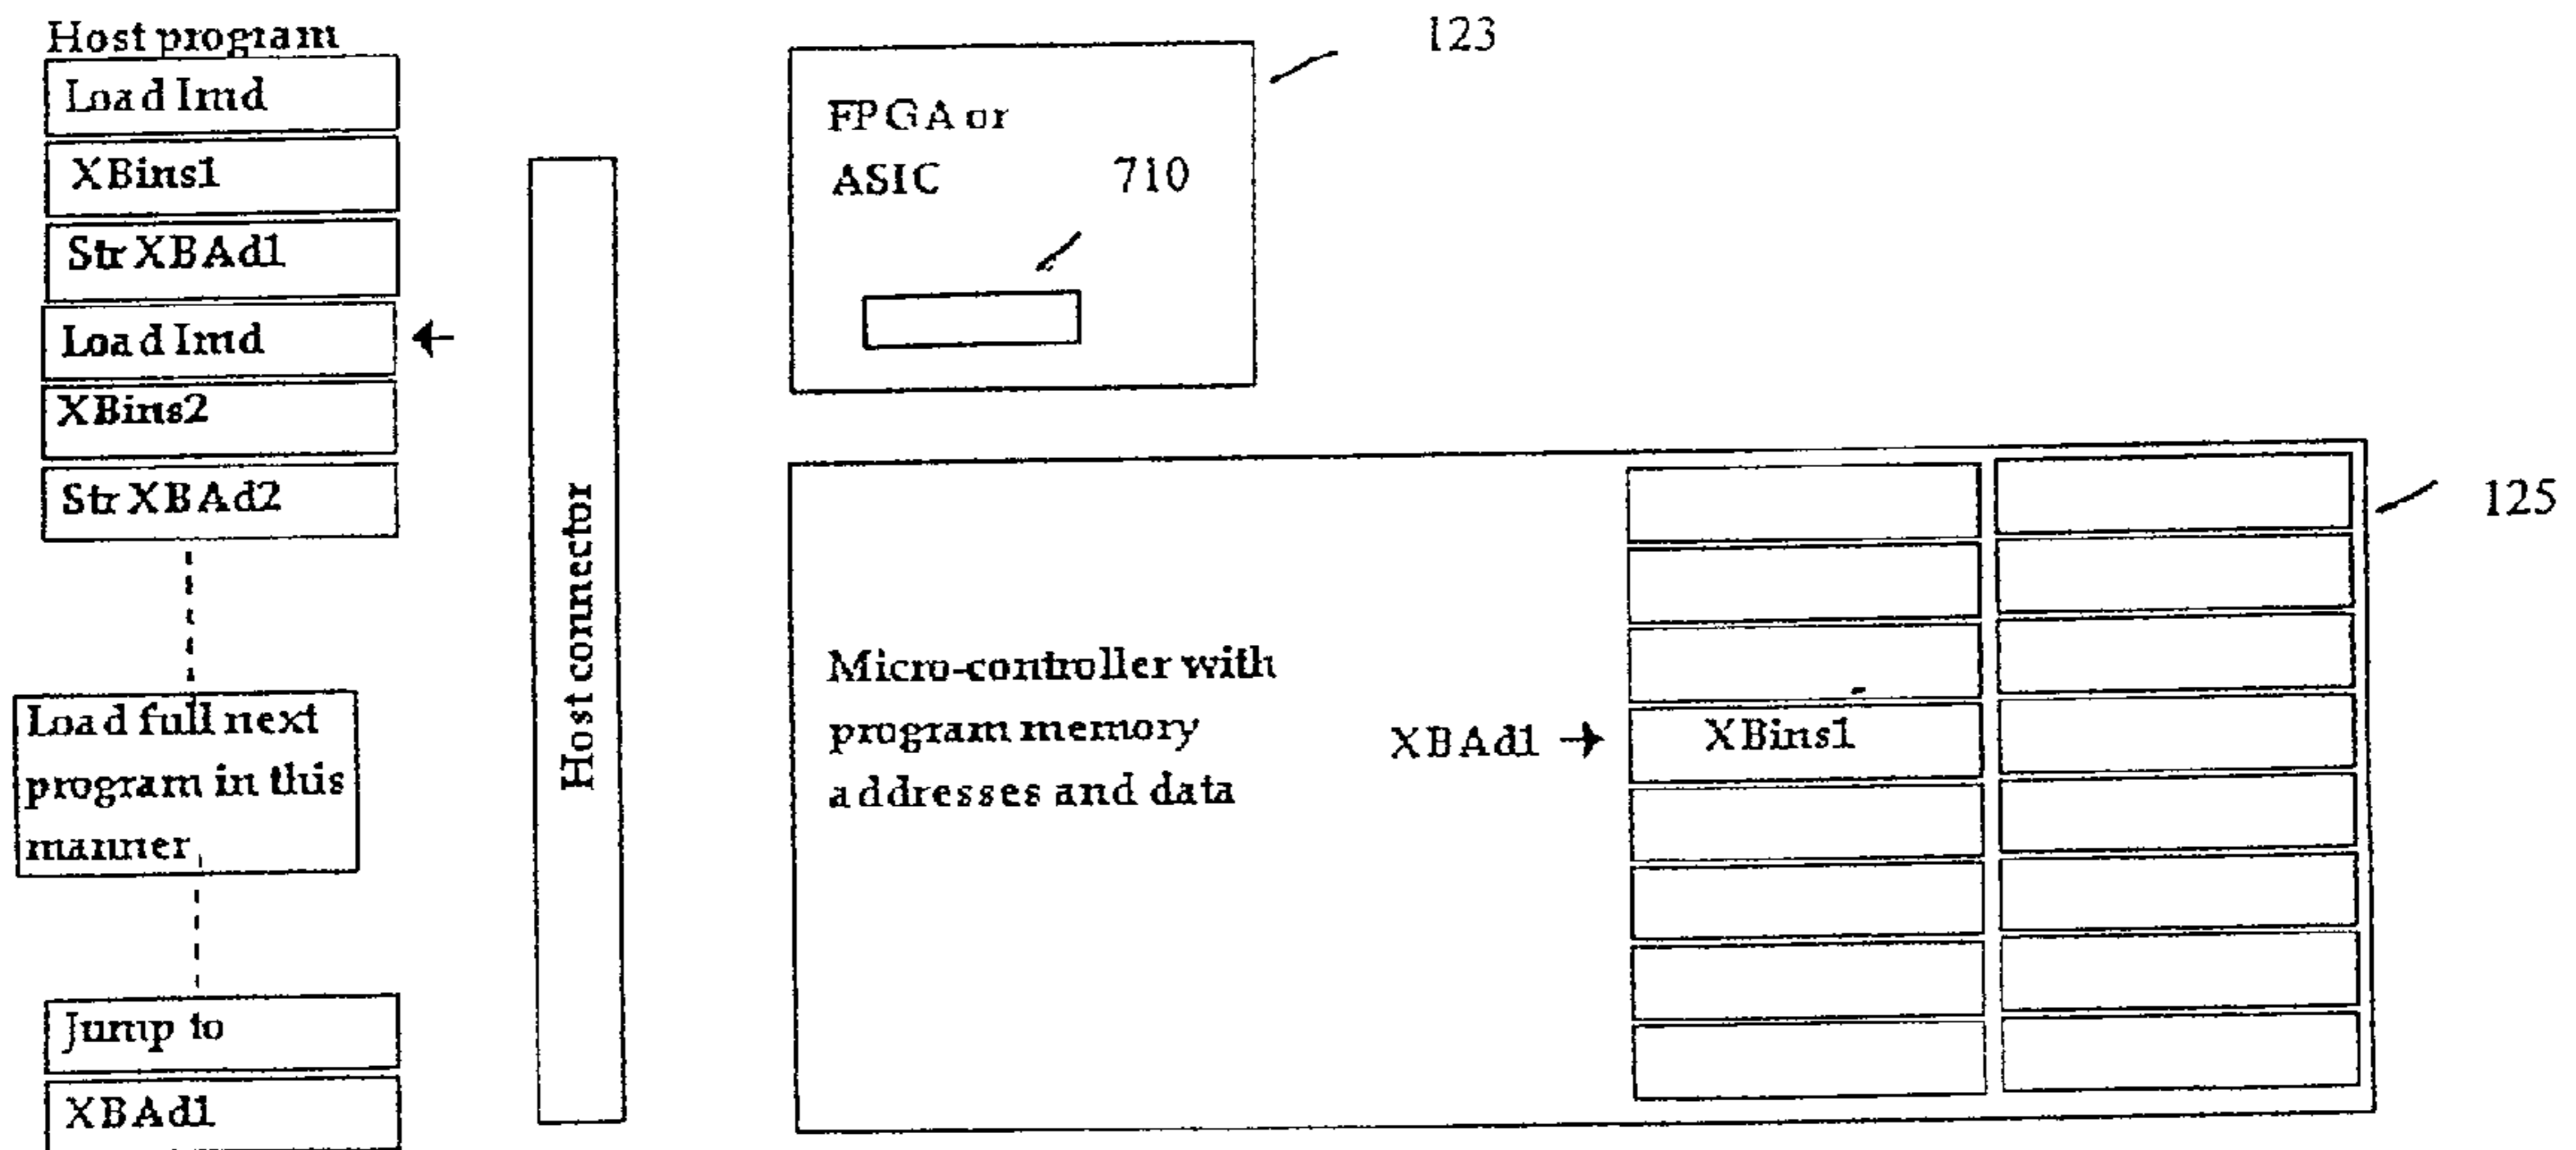 Host program
Load Imd
XBins1
Str XBAd1
Load Imd
XBins2
Str XBAd2
Load full next
program in this
manner
Jump to
XBAd1
Host connector
123
FPGA or
ASIC
710
125
Micro-controller with
program memory
addresses and data
XBAd1
XBins1